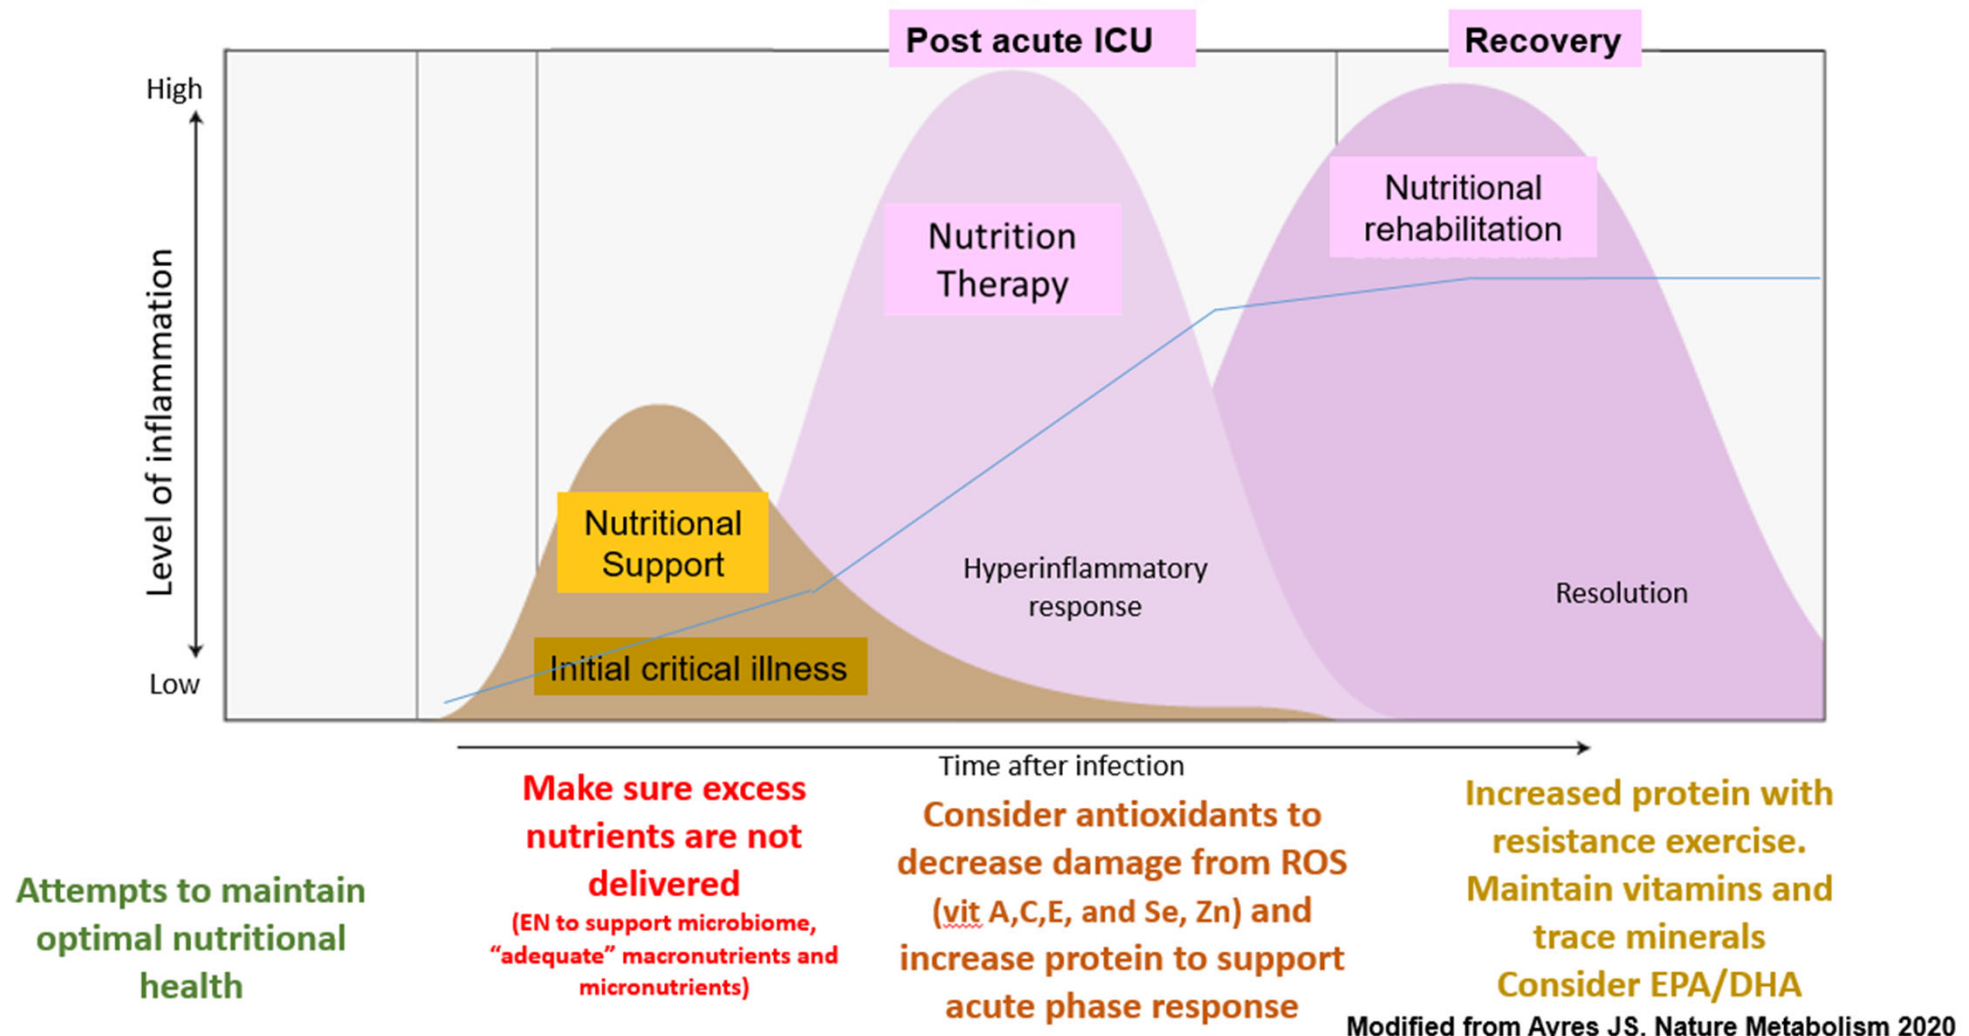 Post acute ICU
Recovery
High
Level of inflammation
Low
Nutrition
Therapy
Nutritional
rehabilitation
Nutritional
Support
Initial critical illness
Hyperinflammatory
response
Resolution
Time after infection
Attempts to maintain
optimal nutritional
health
Make sure excess
nutrients are not
delivered
(EN to support microbiome,
“adequate” macronutrients and
micronutrients)
Consider antioxidants to
decrease damage from ROS
(vit A,C,E, and Se, Zn) and
increase protein to support
acute phase response
Increased protein with
resistance exercise.
Maintain vitamins and
trace minerals
Consider EPA/DHA
Modified from Ayres JS. Nature Metabolism 2020